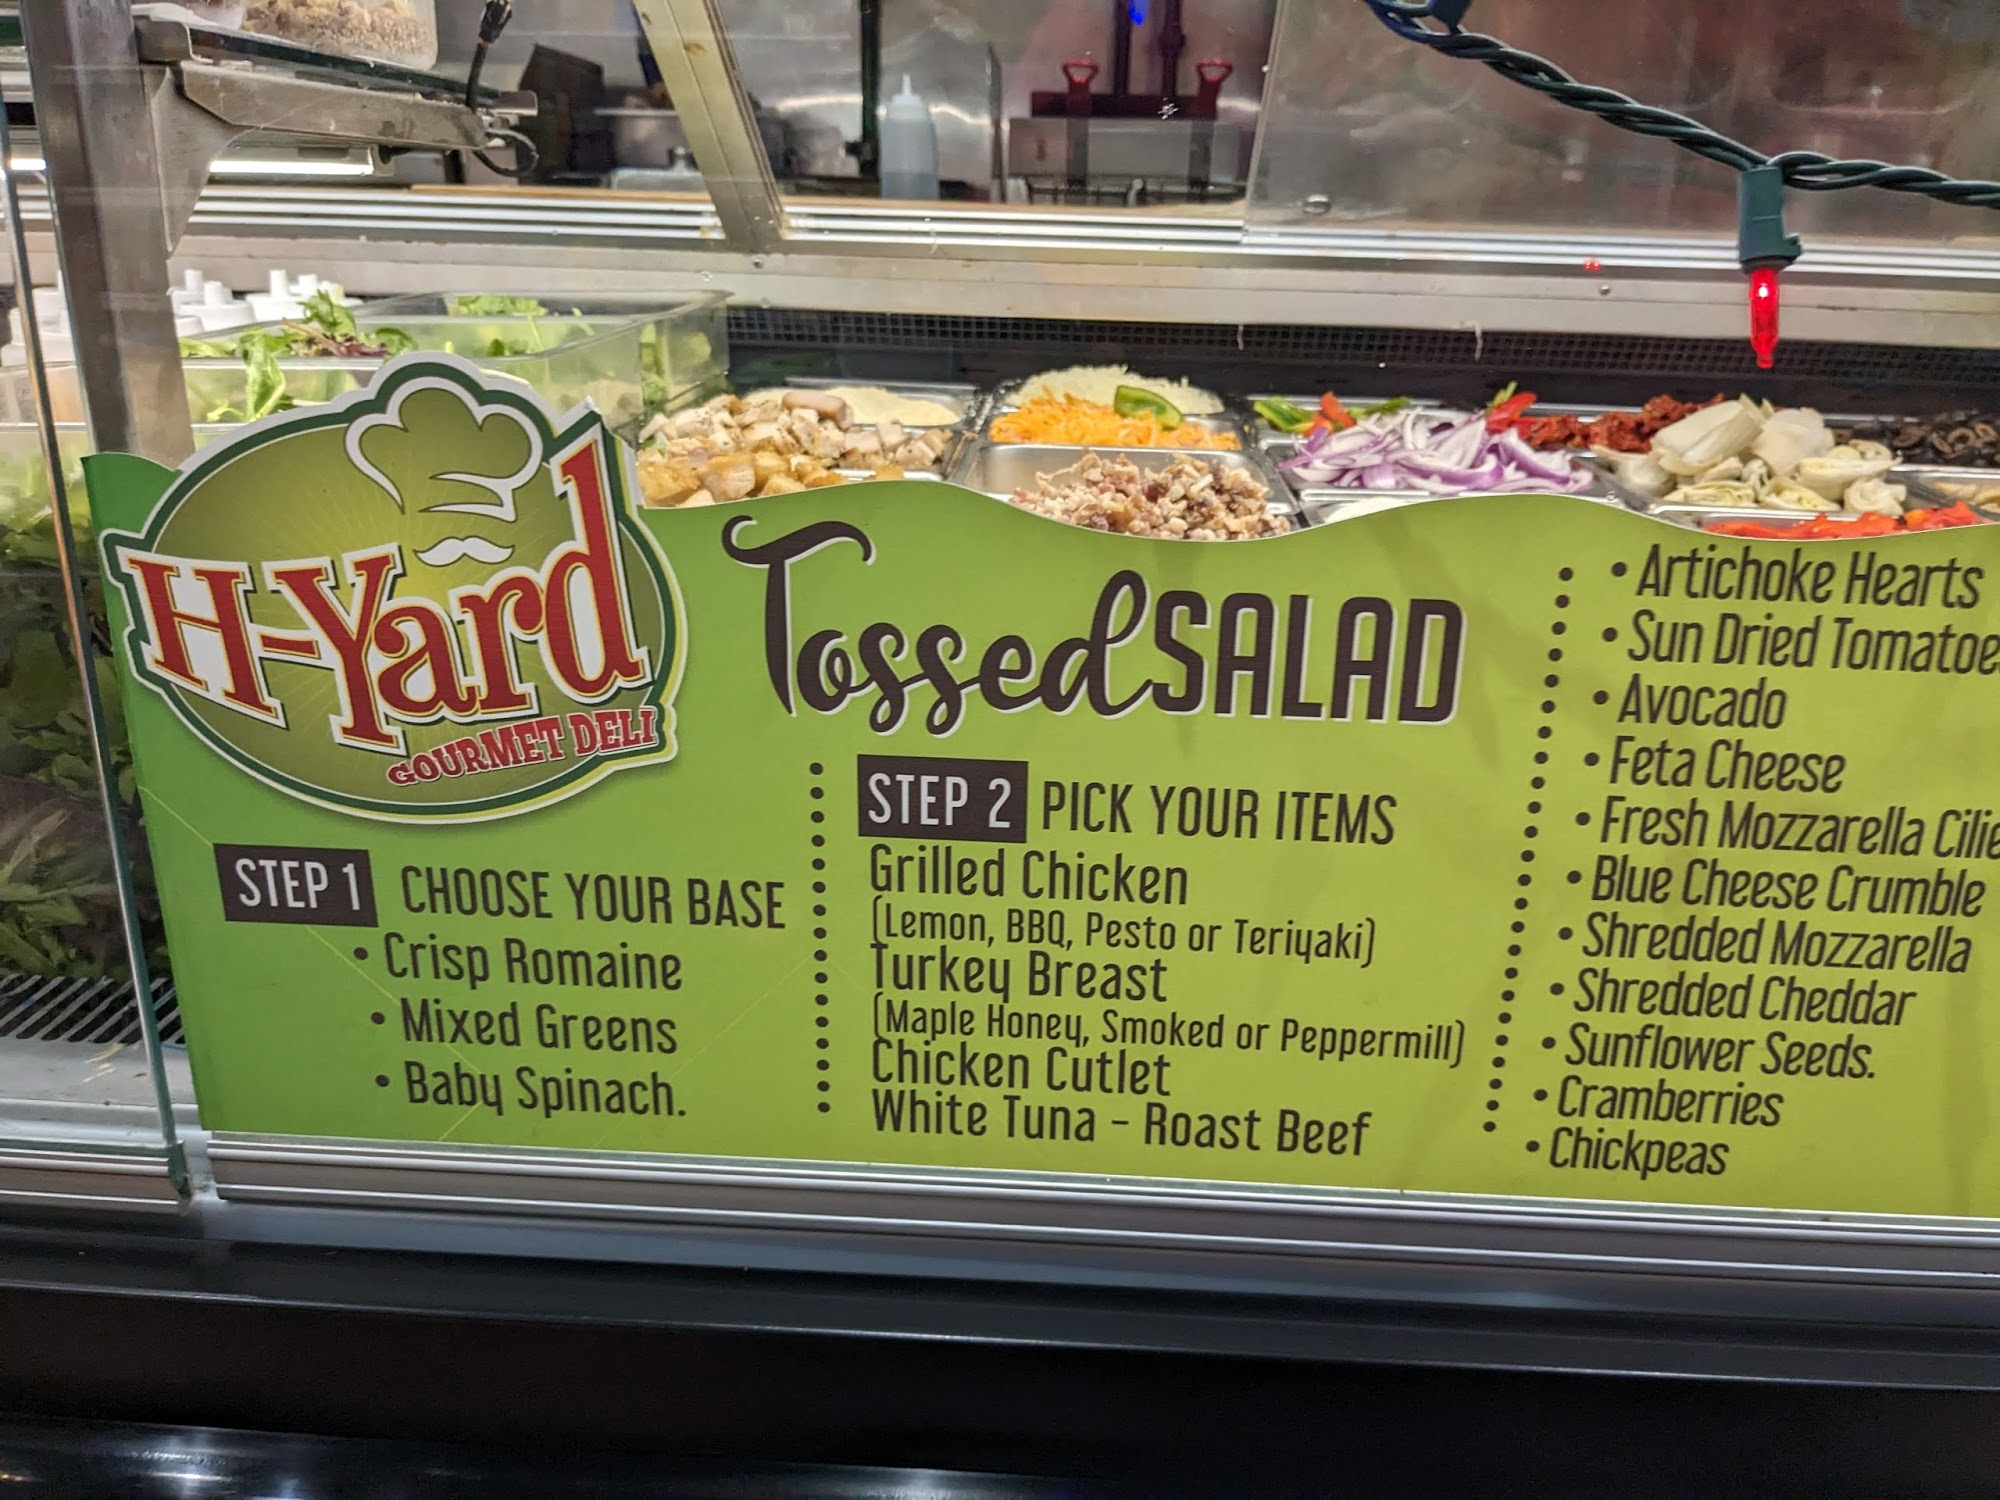 H-Yard
GOURMET DELI
Tossed SALAD
STEP 1 CHOOSE YOUR BASE
• Crisp Romaine
• Mixed Greens
• Baby Spinach.
STEP 2 PICK YOUR ITEMS
Grilled Chicken
(Lemon, BBQ, Pesto or Teriyaki)
Turkey Breast
(Maple Honey, Smoked or Peppermill)
Chicken Cutlet
White Tuna - Roast Beef
• Artichoke Hearts
• Sun Dried Tomatoe
• Avocado
• Feta Cheese
• Fresh Mozzarella Cilie
• Blue Cheese Crumble
• Shredded Mozzarella
• Shredded Cheddar
• Sunflower Seeds.
• Cramberries
• Chickpeas